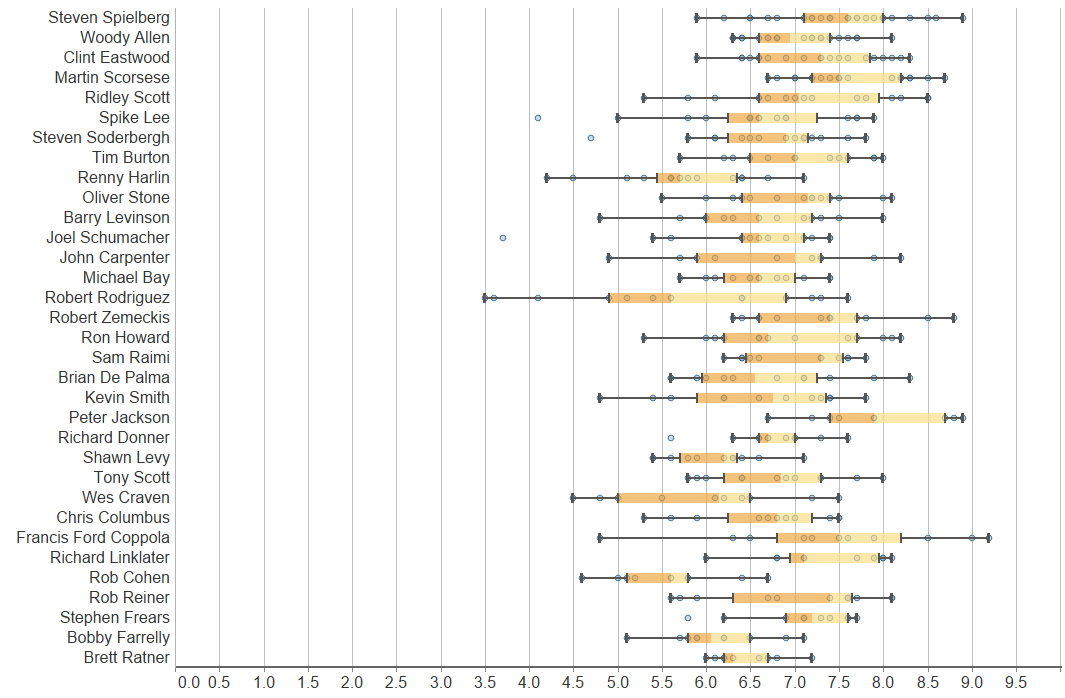 Steven Spielberg
Woody Allen
Clint Eastwood
Martin Scorsese
Ridley Scott
Spike Lee
Steven Soderbergh
Tim Burton
Renny Harlin
Oliver Stone
Barry Levinson
Joel Schumacher
John Carpenter
Michael Bay
Robert Rodriguez
Robert Zemeckis
Ron Howard
Sam Raimi
Brian De Palma
Kevin Smith
Peter Jackson
Richard Donner
Shawn Levy
Tony Scott
Wes Craven
Chris Columbus
Francis Ford Coppola
Richard Linklater
Rob Cohen
Rob Reiner
Stephen Frears
Bobby Farrelly
Brett Ratner
0.0 0.5 1.0 1.5 2.0 2.5 3.0 3.5 4.0 4.5 5.0 5.5 6.0 6.5 7.0 7.5 8.0 8.5 9.0 9.5